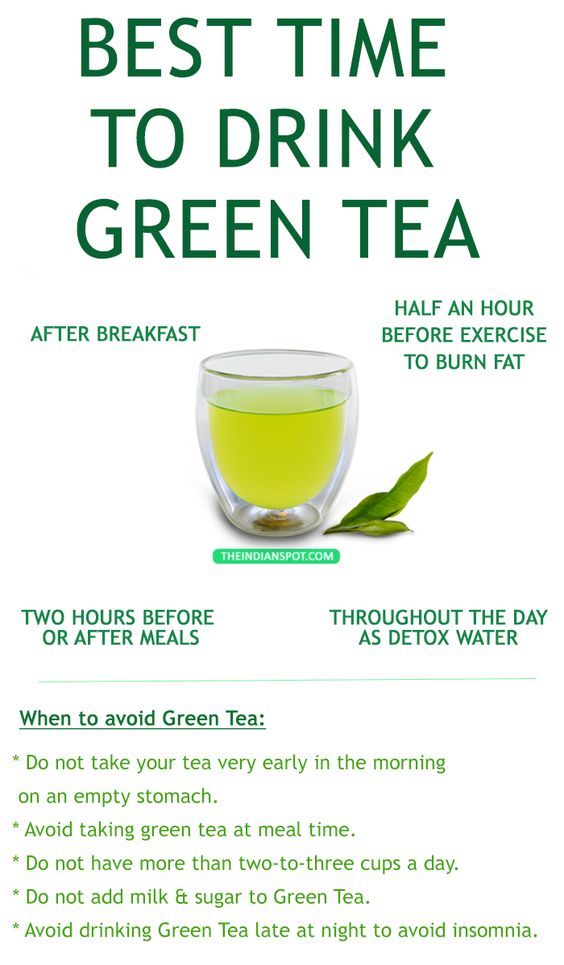 BEST TIME
TO DRINK
GREEN TEA
AFTER BREAKFAST
HALF AN HOUR
BEFORE EXERCISE
TO BURN FAT
THEINDIANSPOT.COM
TWO HOURS BEFORE
OR AFTER MEALS
THROUGHOUT THE DAY
AS DETOX WATER
When to avoid Green Tea:
* Do not take your tea very early in the morning
on an empty stomach.
* Avoid taking green tea at meal time.
* Do not have more than two-to-three cups a day.
* Do not add milk & sugar to Green Tea.
* Avoid drinking Green Tea late at night to avoid insomnia.